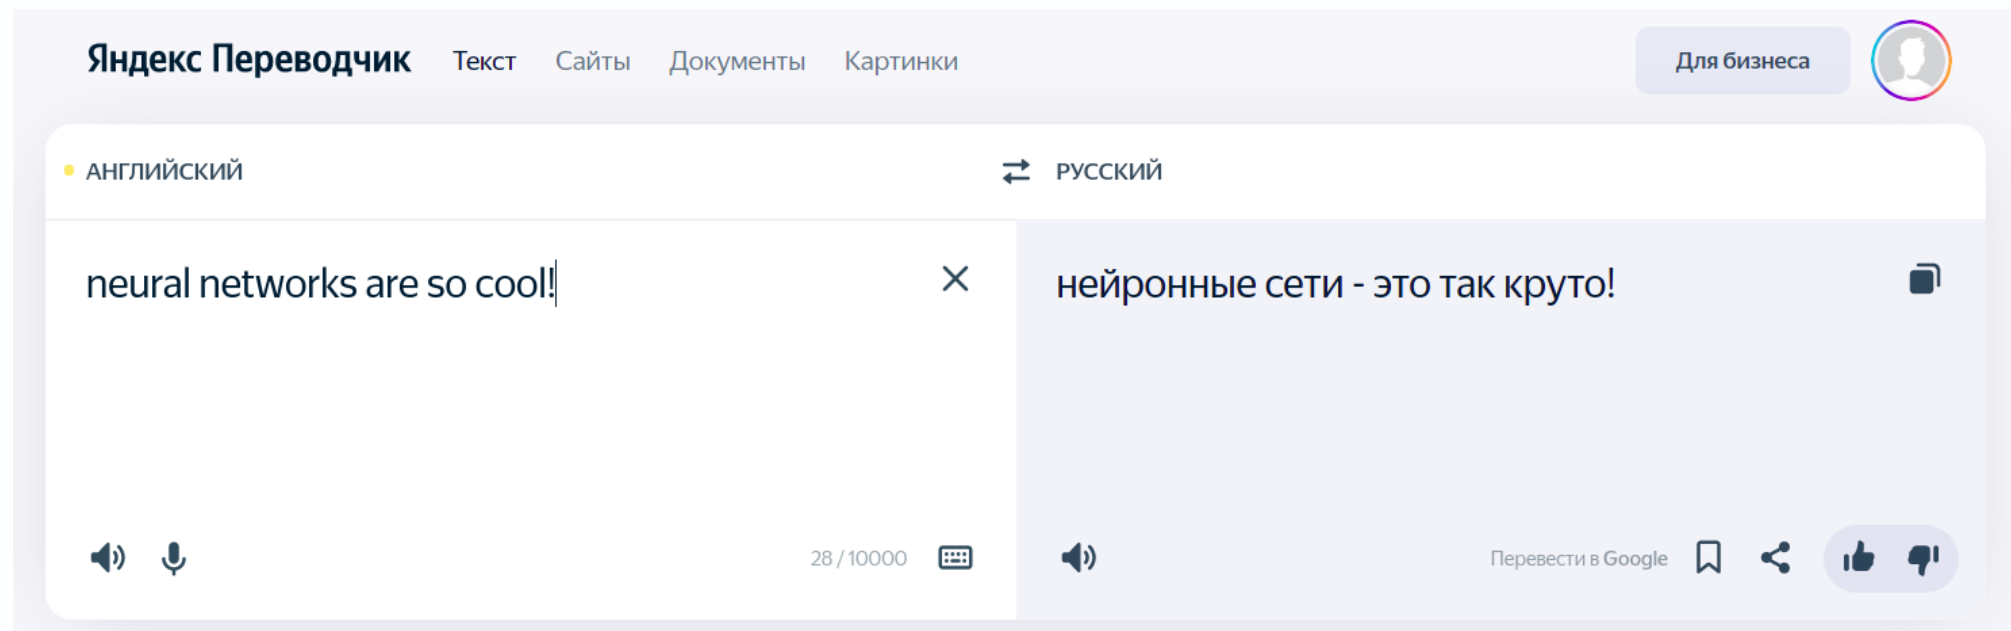 Яндекс Переводчик Текст Сайты Документы Картинки Для бизнеса
АНГЛИЙСКИЙ РУССКИЙ
neural networks are so cool! нейронные сети - это так круто!
28 / 10000 Перевести в Google